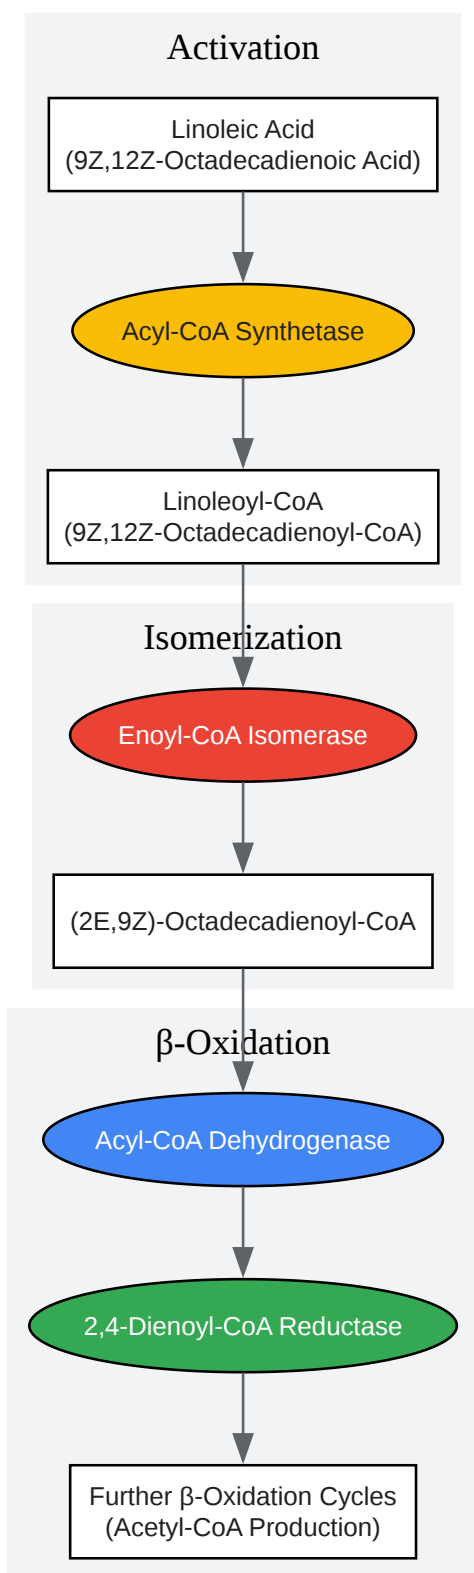 Activation
Linoleic Acid
(9Z,12Z-Octadecadienoic Acid)
Acyl-CoA Synthetase
Linoleoyl-CoA
(9Z,12Z-Octadecadienoyl-CoA)
Isomerization
Enoyl-CoA Isomerase
(2E,9Z)-Octadecadienoyl-CoA
β-Oxidation
Acyl-CoA Dehydrogenase
2,4-Dienoyl-CoA Reductase
Further β-Oxidation Cycles
(Acetyl-CoA Production)